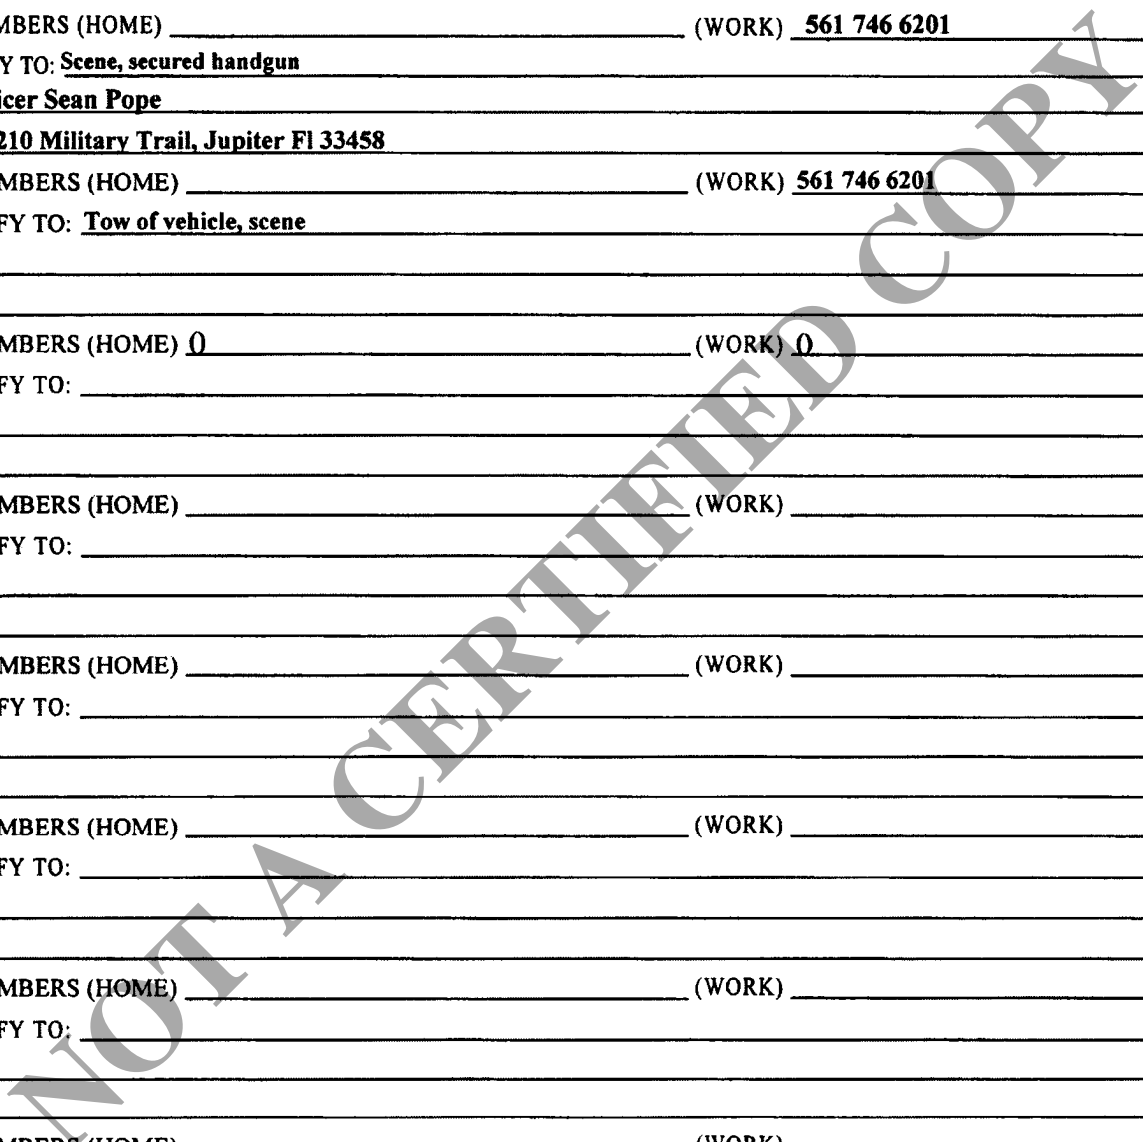 MBERS (HOME) (WORK) 561 746 6201
Y TO: Scene, secured handgun
icer Sean Pope
210 Military Trail, Jupiter Fl 33458
MBERS (HOME) (WORK) 561 746 6201
FY TO: Tow of vehicle, scene
MBERS (HOME) () (WORK) ()
FY TO:
MBERS (HOME) (WORK)
FY TO:
MBERS (HOME) (WORK)
FY TO:
MBERS (HOME) (WORK)
FY TO:
MBERS (HOME) (WORK)
FY TO:
MBERS (HOME) (WORK)
NOT A CERTIFIED COPY